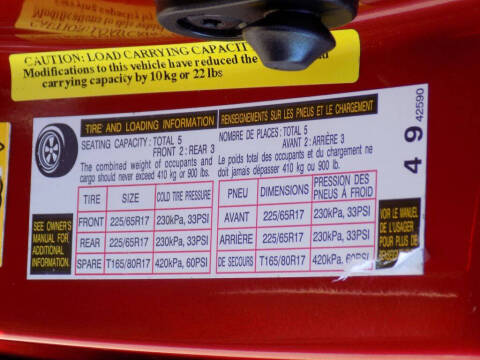 CAUTION: LOAD CARRYING CAPACIT
Modifications to this vehicle have reduced the
carrying capacity by 10 kg or 22 lbs
TIRE AND LOADING INFORMATION
SEATING CAPACITY: TOTAL 5
FRONT 2: REAR 3
The combined weight of occupants and
cargo should never exceed 410 kg or 900 lbs.
TIRE SIZE COLD TIRE PRESSURE
FRONT 225/65R17 230kPa, 33PSI
REAR 225/65R17 230kPa, 33PSI
SPARE T165/80R17 420kPa, 60PSI
SEE OWNER'S
MANUAL FOR
ADDITIONAL
INFORMATION.
RENSEIGNEMENTS SUR LES PNEUS ET LE CHARGEMENT
NOMBRE DE PLACES: TOTAL 5
AVANT 2: ARRIÈRE 3
Le poids total des occupants et du chargement ne
doit jamais dépasser 410 kg ou 900 lb.
PNEU DIMENSIONS PRESSION DES
PNEUS À FROID
AVANT 225/65R17 230kPa, 33PSI
ARRIÈRE 225/65R17 230kPa, 33PSI
DE SECOURS T165/80R17 420kPa, 60PSI
VOIR LE MANUEL
DE L'USAGER
POUR PLUS DE
4 9 42590